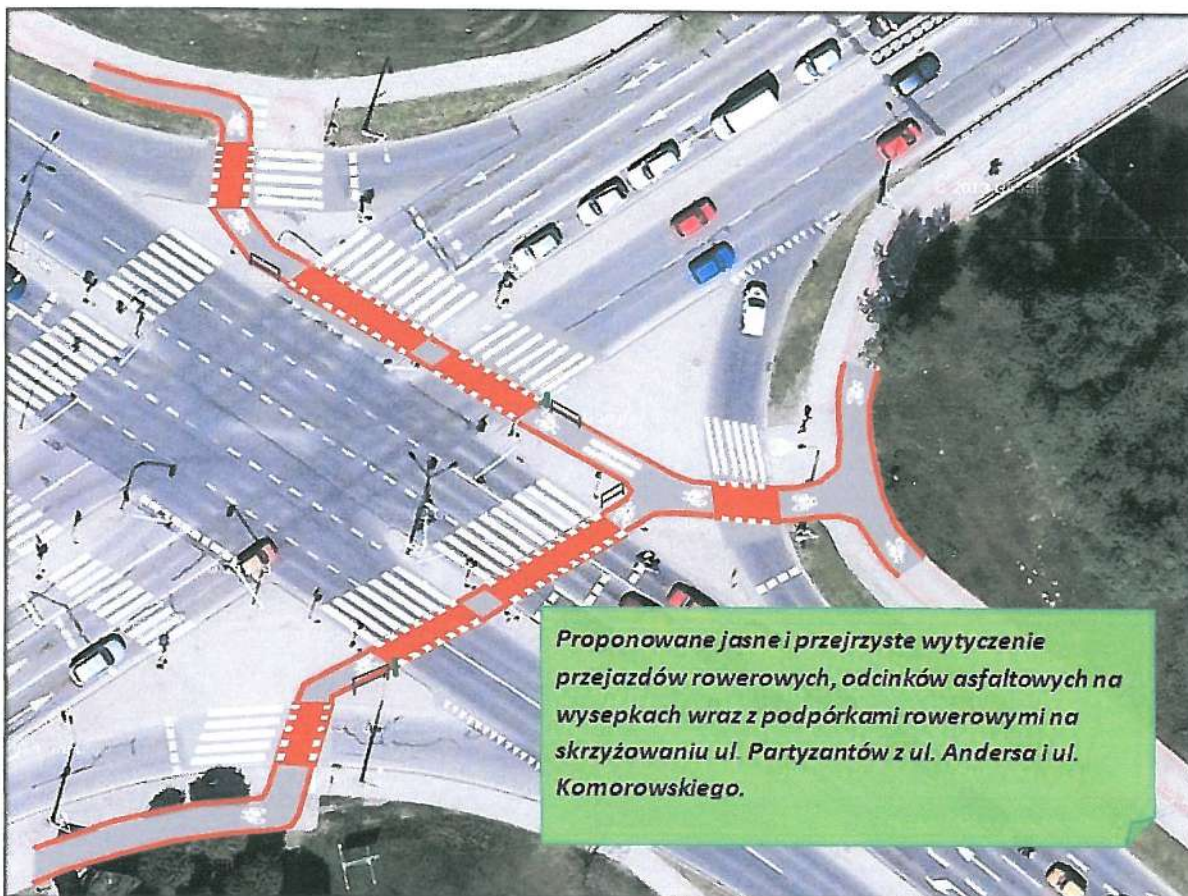 Proponowane jasne i przejrzyste wytyczenie
przejazdów rowerowych, odcinków asfaltowych na
wysepkach wraz z podpórkami rowerowymi na
skrzyżowaniu ul. Partyzantów z ul. Andersa i ul.
Komorowskiego.